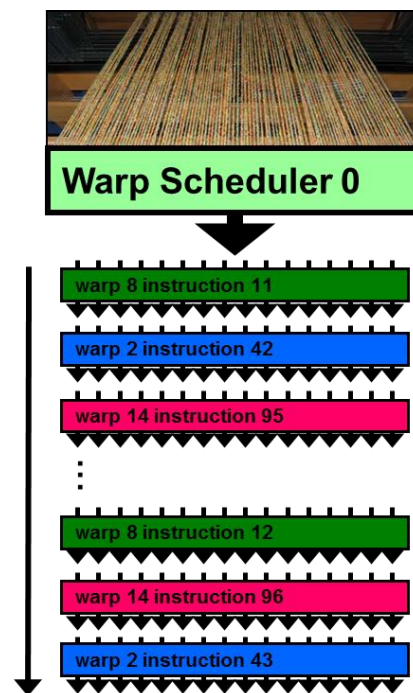 Warp Scheduler 0
warp 8 instruction 11
warp 2 instruction 42
warp 14 instruction 95
⋮
warp 8 instruction 12
warp 14 instruction 96
warp 2 instruction 43